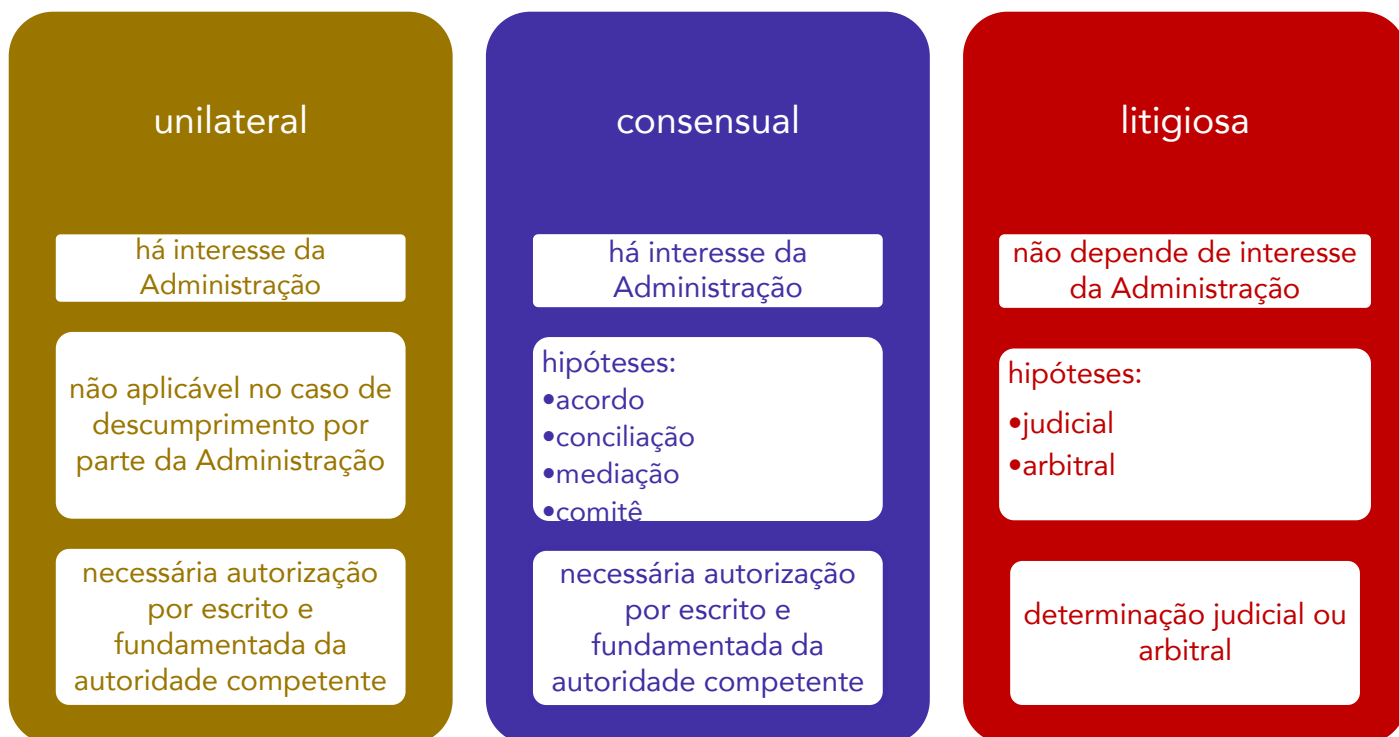 unilateral
há interesse da
Administração
não aplicável no caso de
descumprimento por
parte da Administração
necessária autorização
por escrito e
fundamentada da
autoridade competente
consensual
há interesse da
Administração
hipóteses:
•acordo
•conciliação
•mediação
•comitê
necessária autorização
por escrito e
fundamentada da
autoridade competente
litigiosa
não depende de interesse
da Administração
hipóteses:
•judicial
•arbitral
determinação judicial ou
arbitral